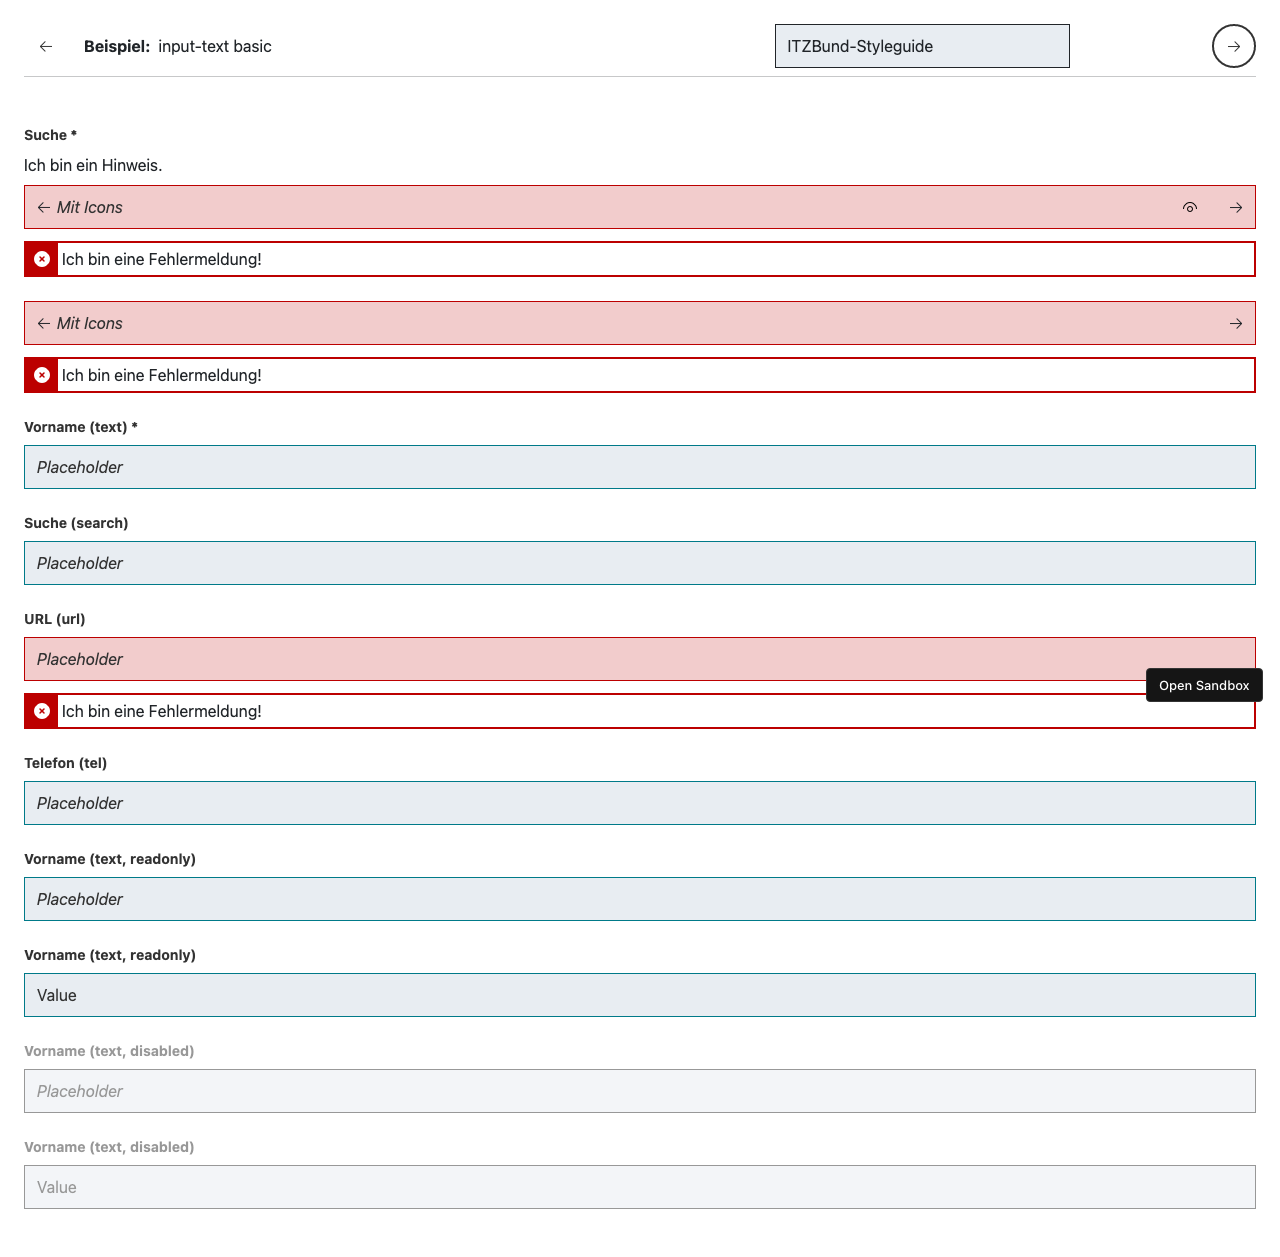 Beispiel: input-text basic
ITZBund-Styleguide
Suche *
Ich bin ein Hinweis.
Mit Icons
Ich bin eine Fehlermeldung!
Mit Icons
Ich bin eine Fehlermeldung!
Vorname (text) *
Placeholder
Suche (search)
Placeholder
URL (url)
Placeholder
Open Sandbox
Ich bin eine Fehlermeldung!
Telefon (tel)
Placeholder
Vorname (text, readonly)
Placeholder
Vorname (text, readonly)
Value
Vorname (text, disabled)
Placeholder
Vorname (text, disabled)
Value